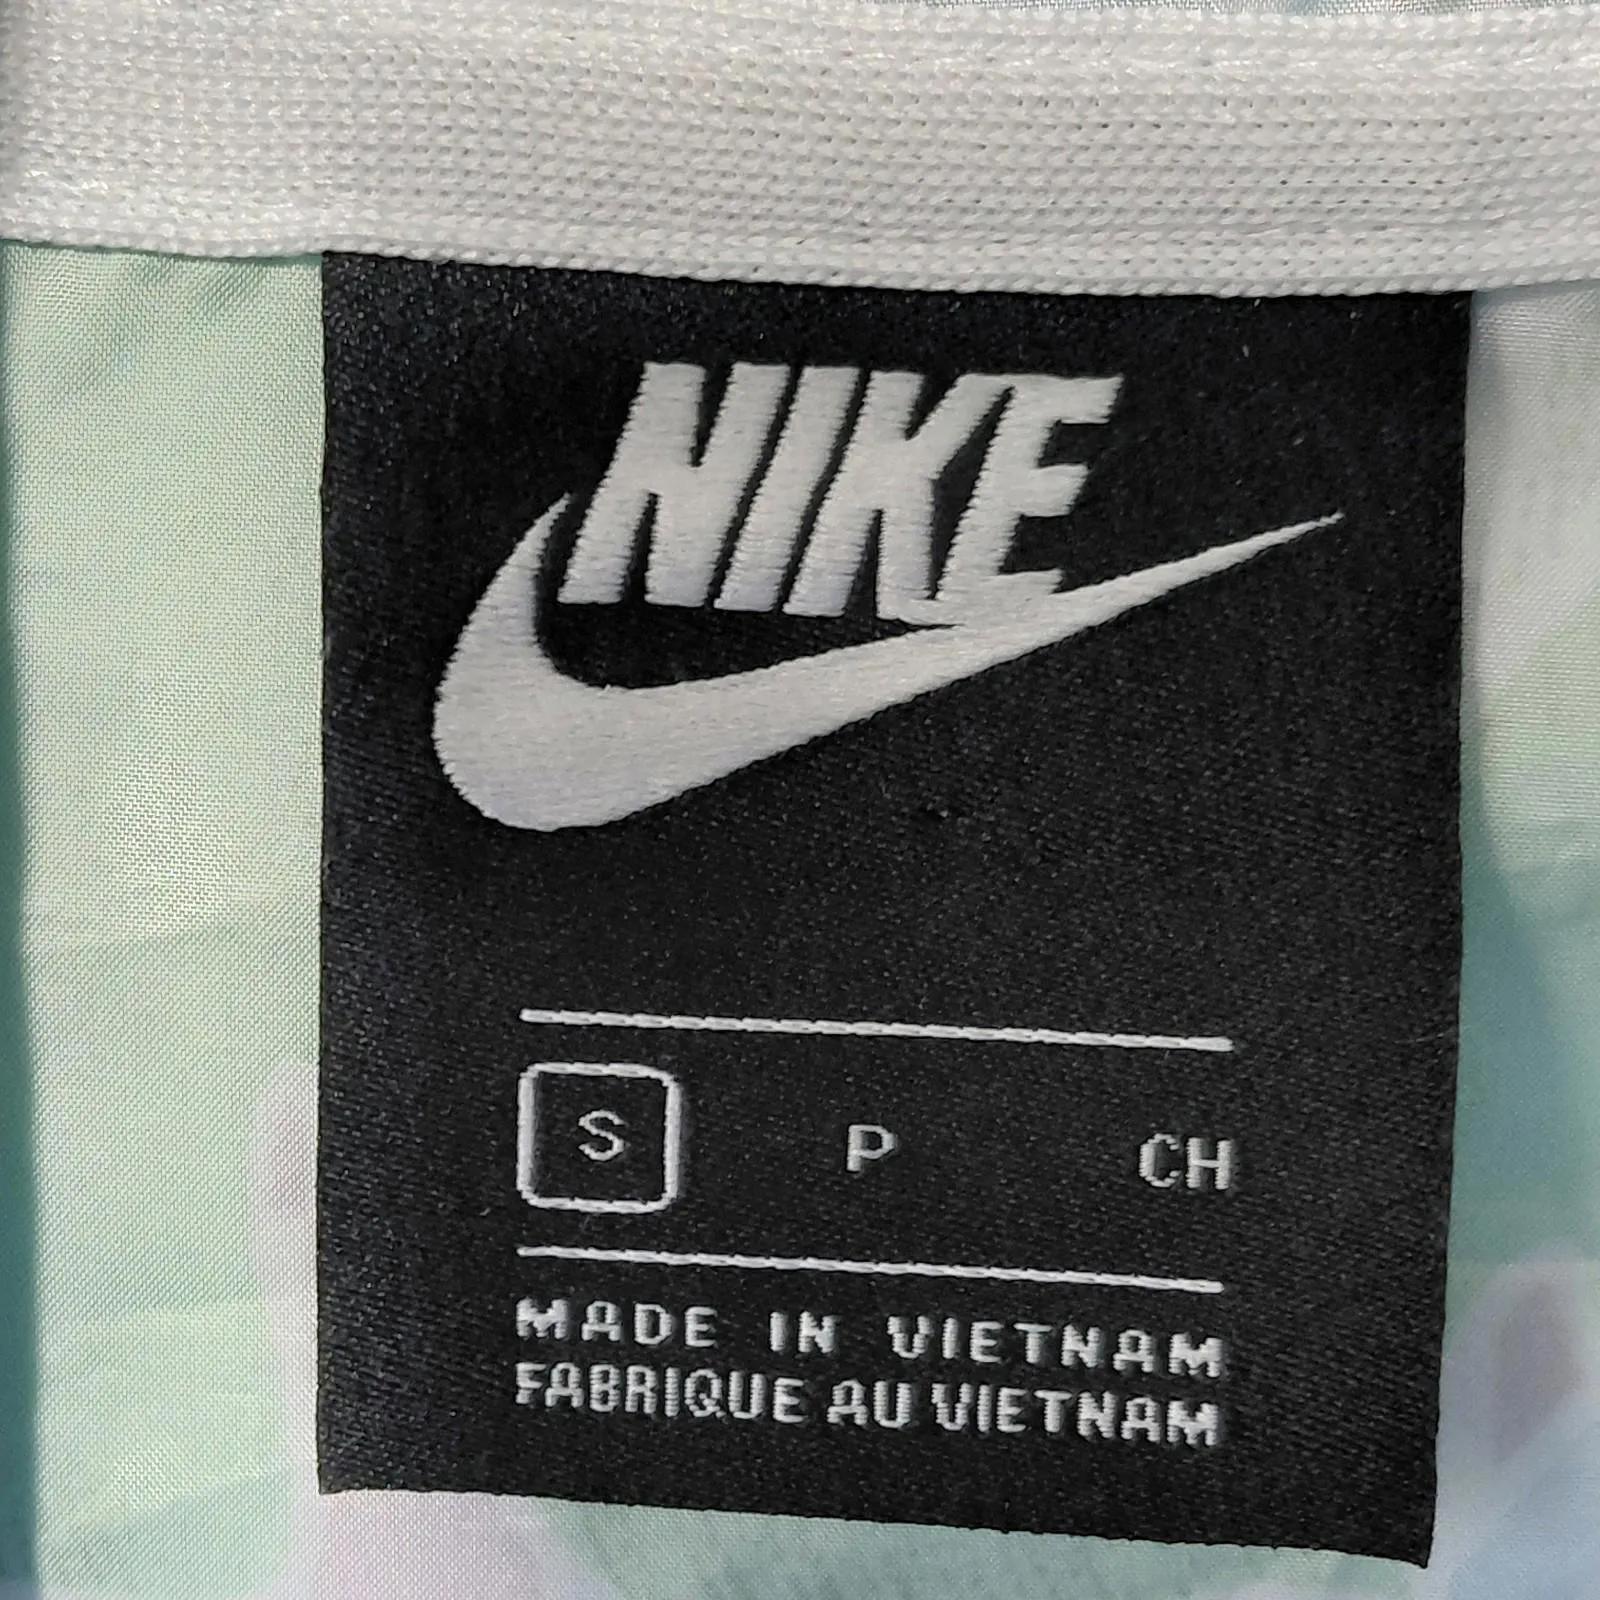 NIKE
S P CH
MADE IN VIETNAM
FABRIQUE AU VIETNAM